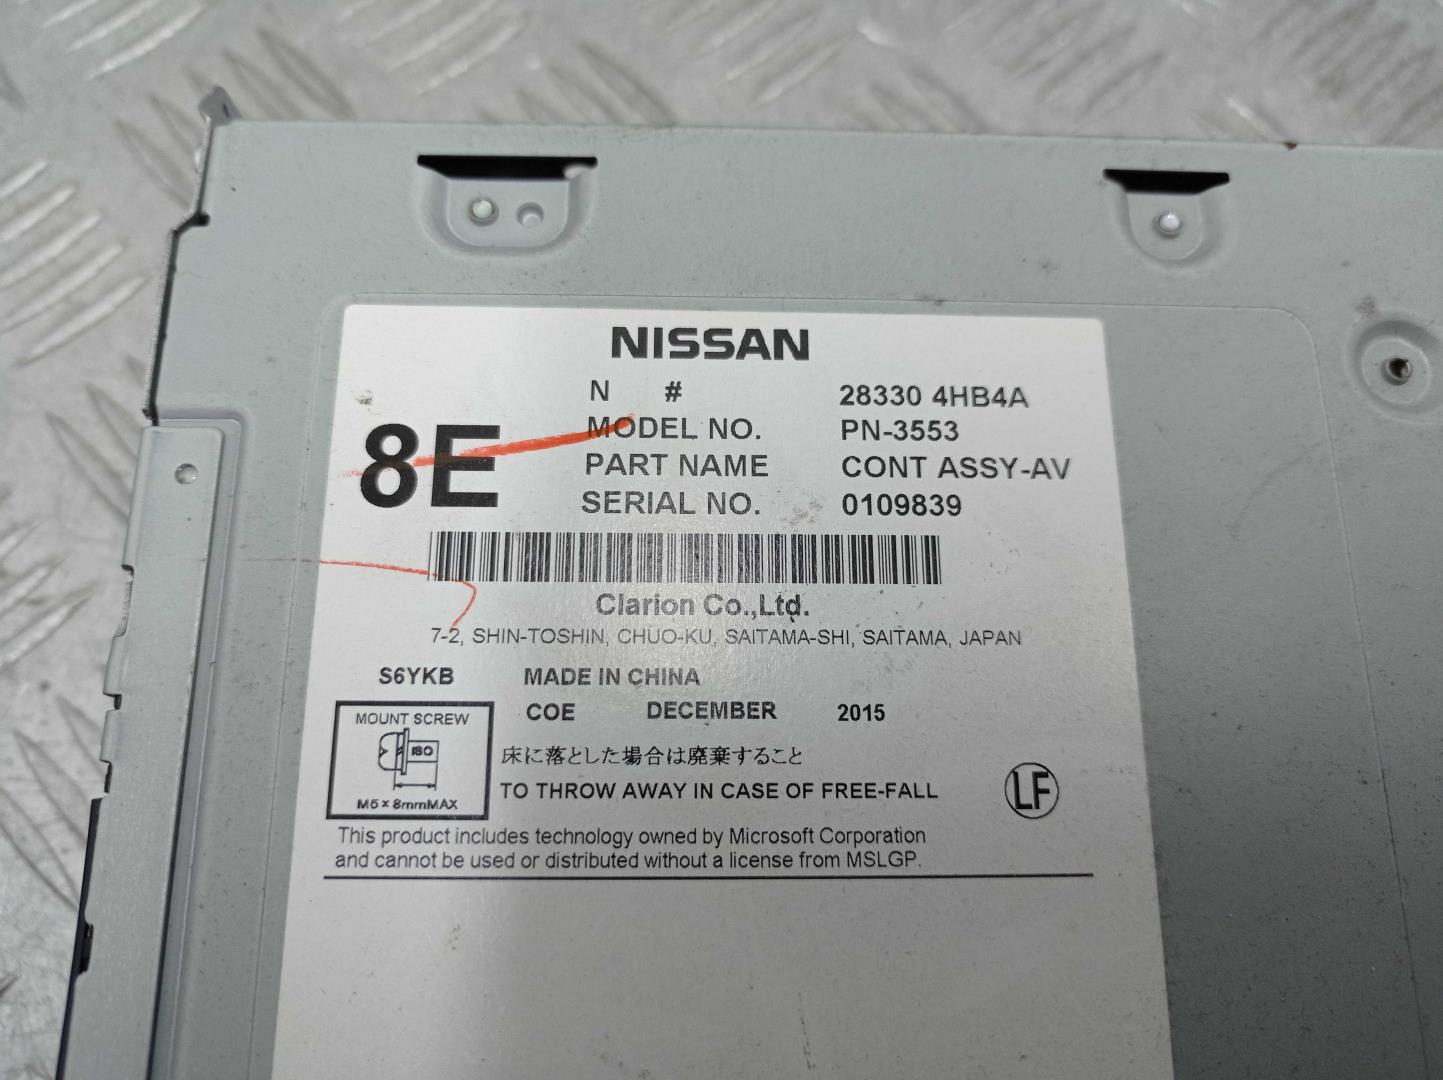 NISSAN
N # 28330 4HB4A
8E
MODEL NO. PN-3553
PART NAME CONT ASSY-AV
SERIAL NO. 0109839
Clarion Co.,Ltd.
7-2, SHIN-TOSHIN, CHUO-KU, SAITAMA-SHI, SAITAMA, JAPAN
S6YKB MADE IN CHINA
COE DECEMBER 2015
MOUNT SCREW
ISO
M5 x 8mmMAX
床に落とした場合は廃棄すること
TO THROW AWAY IN CASE OF FREE-FALL
LF
This product includes technology owned by Microsoft Corporation
and cannot be used or distributed without a license from MSLGP.